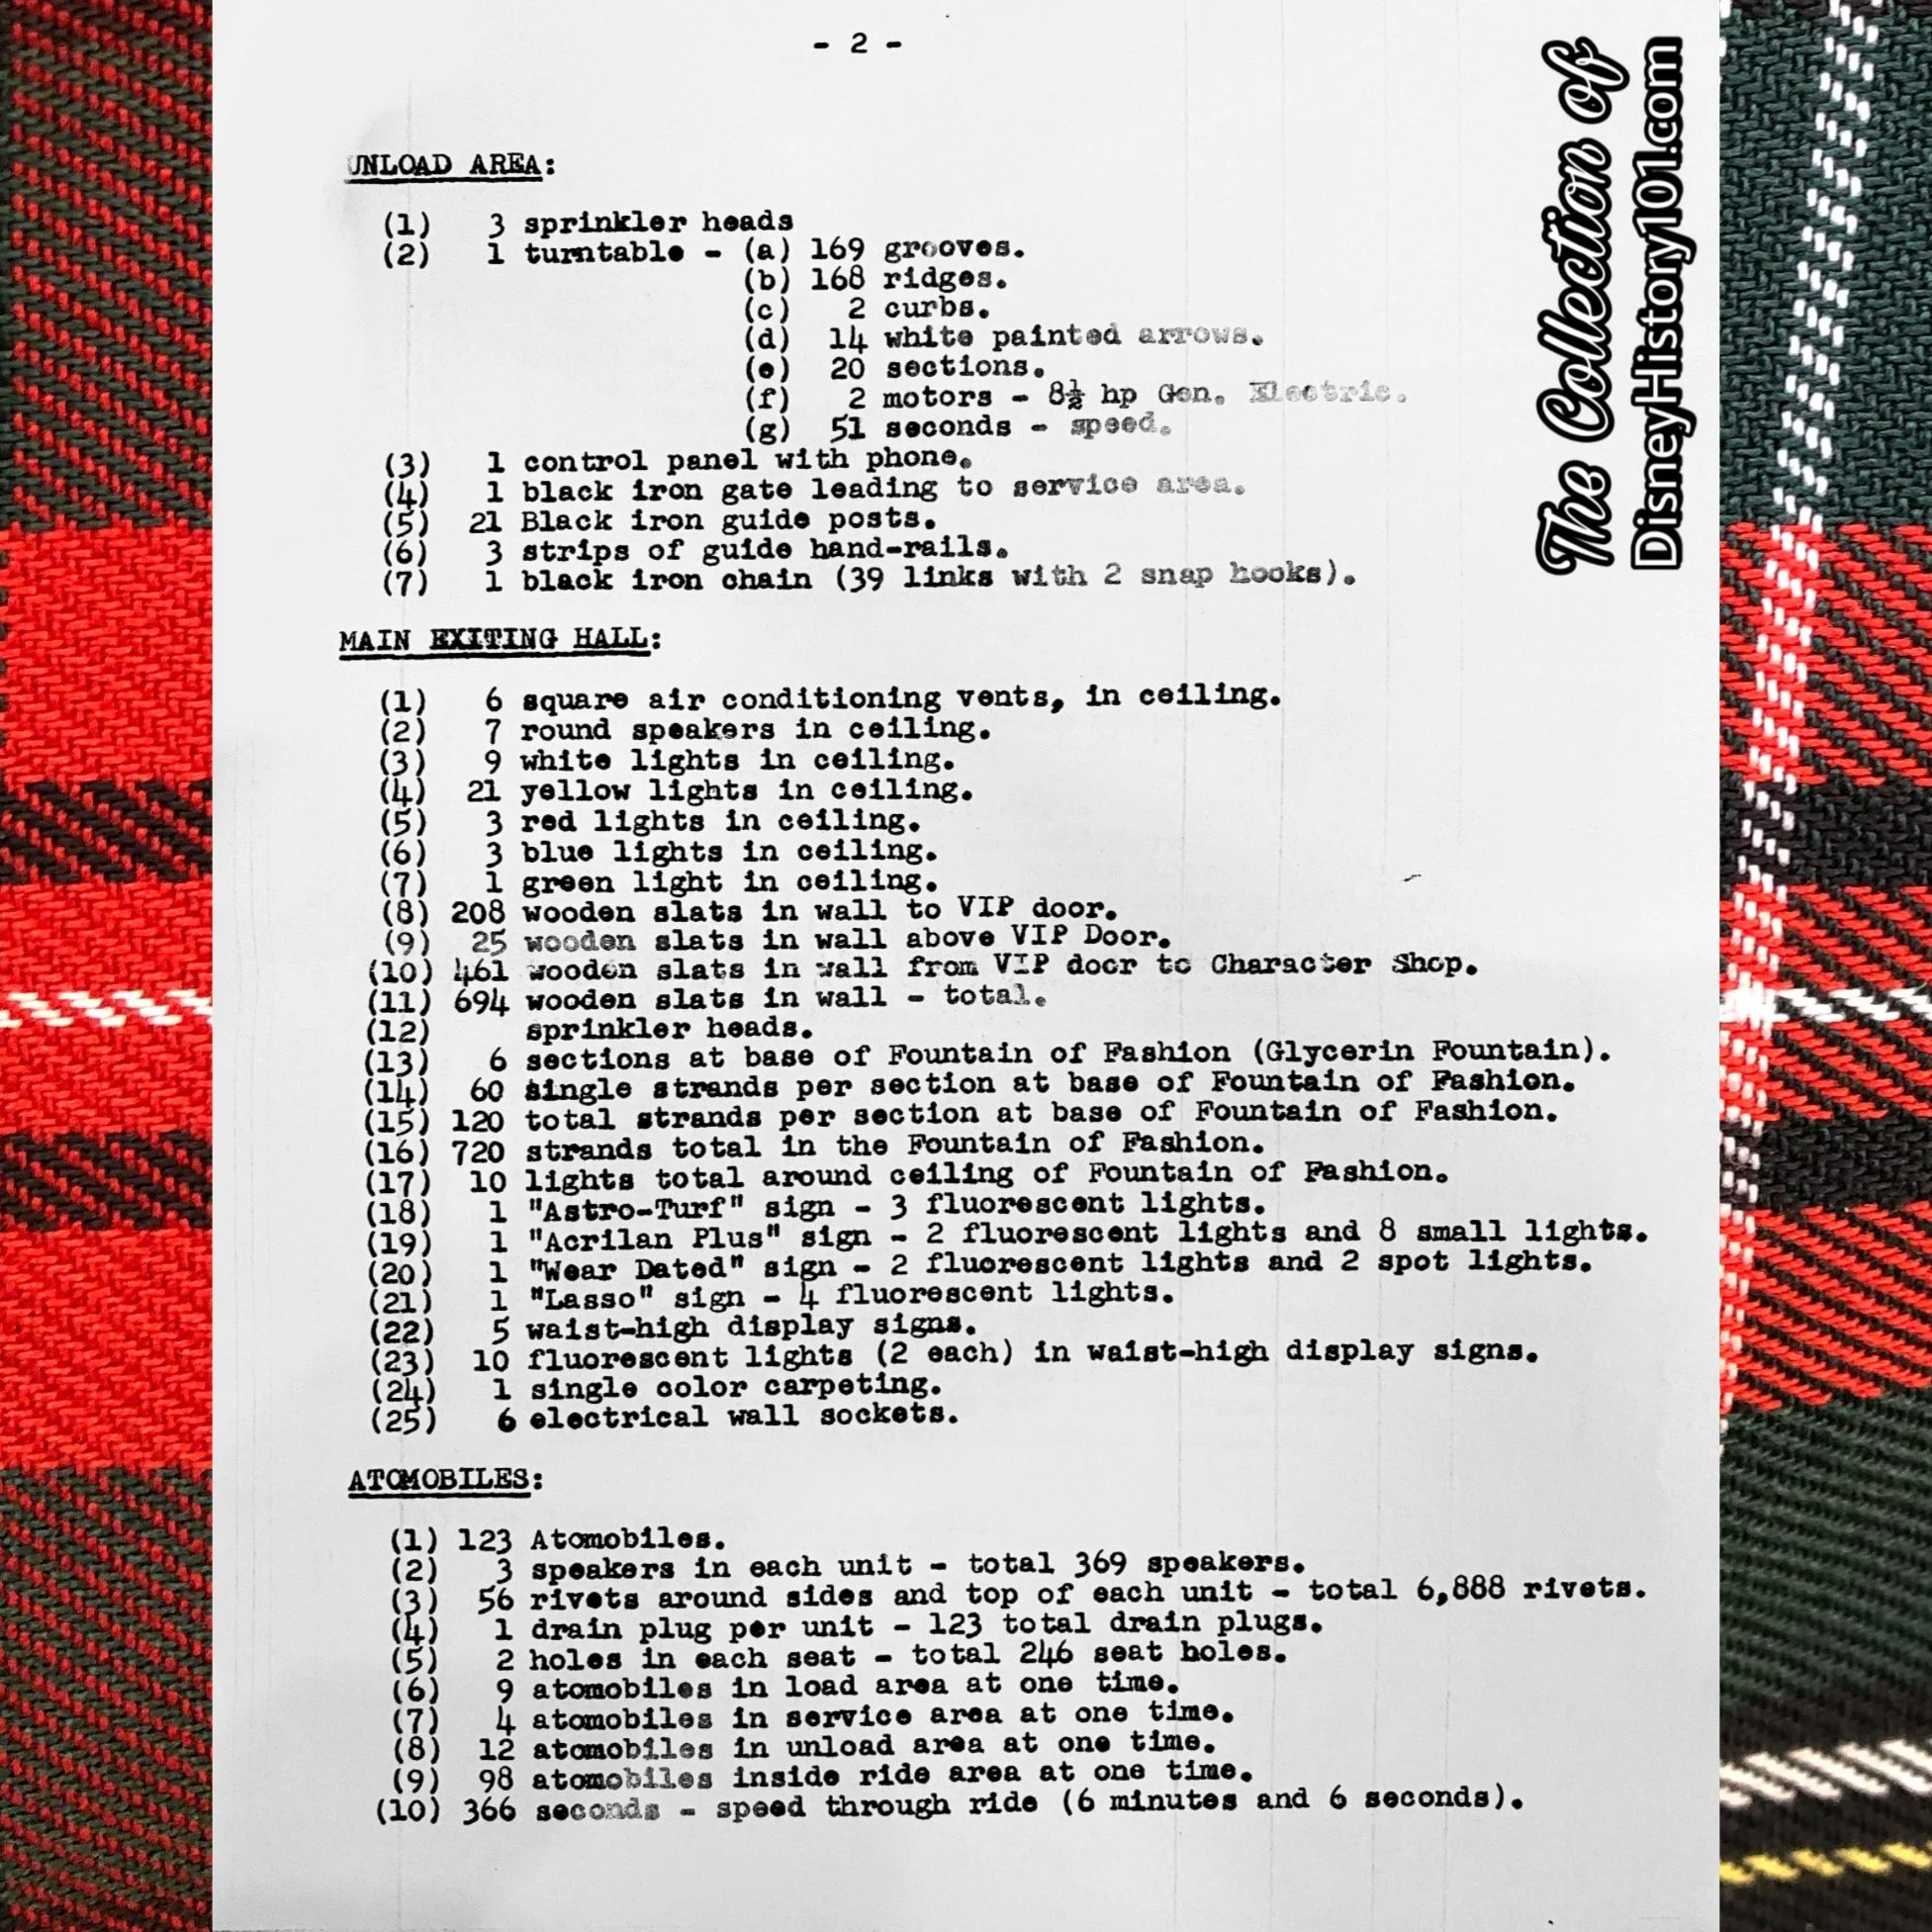 - 2 -
The Collection of
DisneyHistory101.com
UNLOAD AREA:
(1) 3 sprinkler heads
(2) 1 turntable - (a) 169 grooves.
(b) 168 ridges.
(c) 2 curbs.
(d) 14 white painted arrows.
(e) 20 sections.
(f) 2 motors - 8½ hp Gen. Electric.
(g) 51 seconds - speed.
(3) 1 control panel with phone.
(4) 1 black iron gate leading to service area.
(5) 21 Black iron guide posts.
(6) 3 strips of guide hand-rails.
(7) 1 black iron chain (39 links with 2 snap hooks).
MAIN EXITING HALL:
(1) 6 square air conditioning vents, in ceiling.
(2) 7 round speakers in ceiling.
(3) 9 white lights in ceiling.
(4) 21 yellow lights in ceiling.
(5) 3 red lights in ceiling.
(6) 3 blue lights in ceiling.
(7) 1 green light in ceiling.
(8) 208 wooden slats in wall to VIP door.
(9) 25 wooden slats in wall above VIP Door.
(10) 461 wooden slats in wall from VIP door to Character Shop.
(11) 694 wooden slats in wall - total.
(12) sprinkler heads.
(13) 6 sections at base of Fountain of Fashion (Glycerin Fountain).
(14) 60 single strands per section at base of Fountain of Fashion.
(15) 120 total strands per section at base of Fountain of Fashion.
(16) 720 strands total in the Fountain of Fashion.
(17) 10 lights total around ceiling of Fountain of Fashion.
(18) 1 "Astro-Turf" sign - 3 fluorescent lights.
(19) 1 "Acrilan Plus" sign - 2 fluorescent lights and 8 small lights.
(20) 1 "Wear Dated" sign - 2 fluorescent lights and 2 spot lights.
(21) 1 "Lasso" sign - 4 fluorescent lights.
(22) 5 waist-high display signs.
(23) 10 fluorescent lights (2 each) in waist-high display signs.
(24) 1 single color carpeting.
(25) 6 electrical wall sockets.
ATOMOBILES:
(1) 123 Atomobiles.
(2) 3 speakers in each unit - total 369 speakers.
(3) 56 rivets around sides and top of each unit - total 6,888 rivets.
(4) 1 drain plug per unit - 123 total drain plugs.
(5) 2 holes in each seat - total 246 seat holes.
(6) 9 atomobiles in load area at one time.
(7) 4 atomobiles in service area at one time.
(8) 12 atomobiles in unload area at one time.
(9) 98 atomobiles inside ride area at one time.
(10) 366 seconds - speed through ride (6 minutes and 6 seconds).